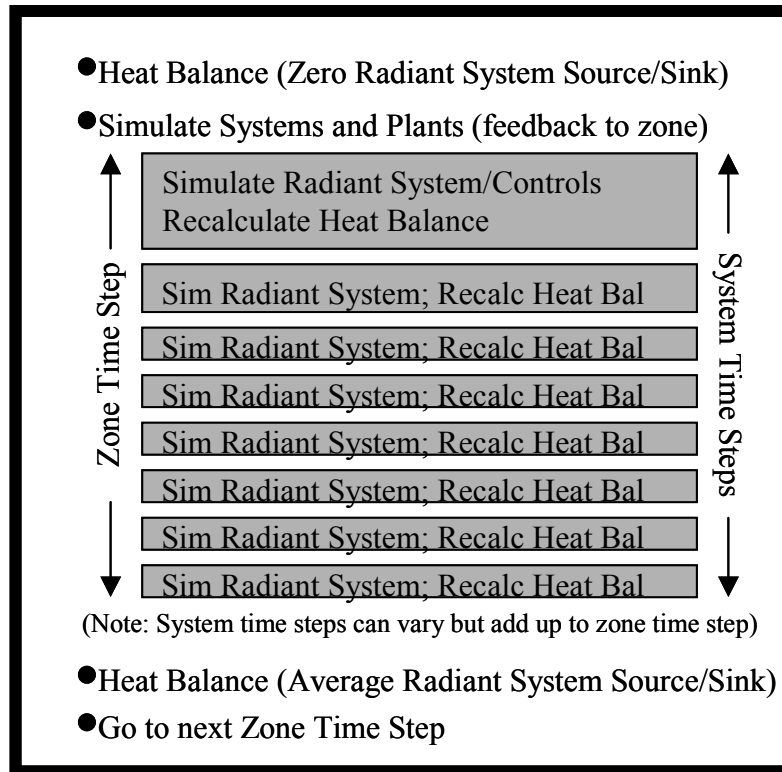 ●Heat Balance (Zero Radiant System Source/Sink)
●Simulate Systems and Plants (feedback to zone)
Zone Time Step
Simulate Radiant System/Controls
Recalculate Heat Balance
Sim Radiant System; Recalc Heat Bal
Sim Radiant System; Recalc Heat Bal
Sim Radiant System; Recalc Heat Bal
Sim Radiant System; Recalc Heat Bal
Sim Radiant System; Recalc Heat Bal
Sim Radiant System; Recalc Heat Bal
Sim Radiant System; Recalc Heat Bal
System Time Steps
(Note: System time steps can vary but add up to zone time step)
●Heat Balance (Average Radiant System Source/Sink)
●Go to next Zone Time Step